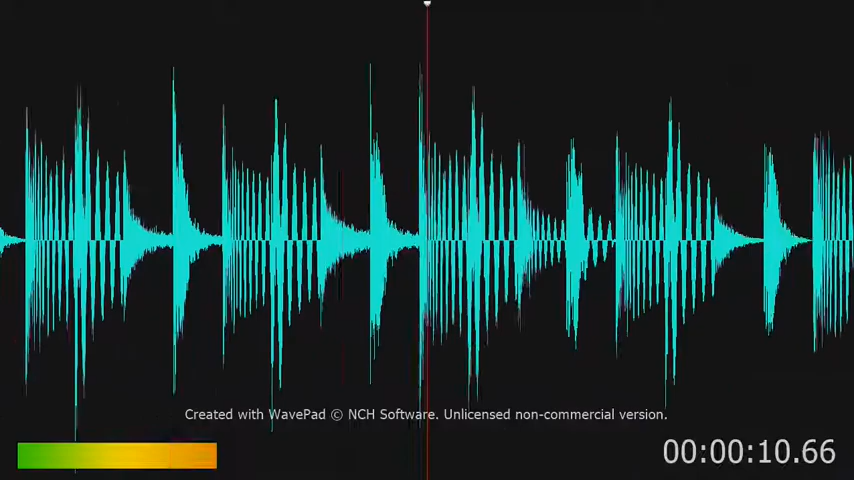 Created with WavePad © NCH Software. Unlicensed non-commercial version.
00:00:10.66